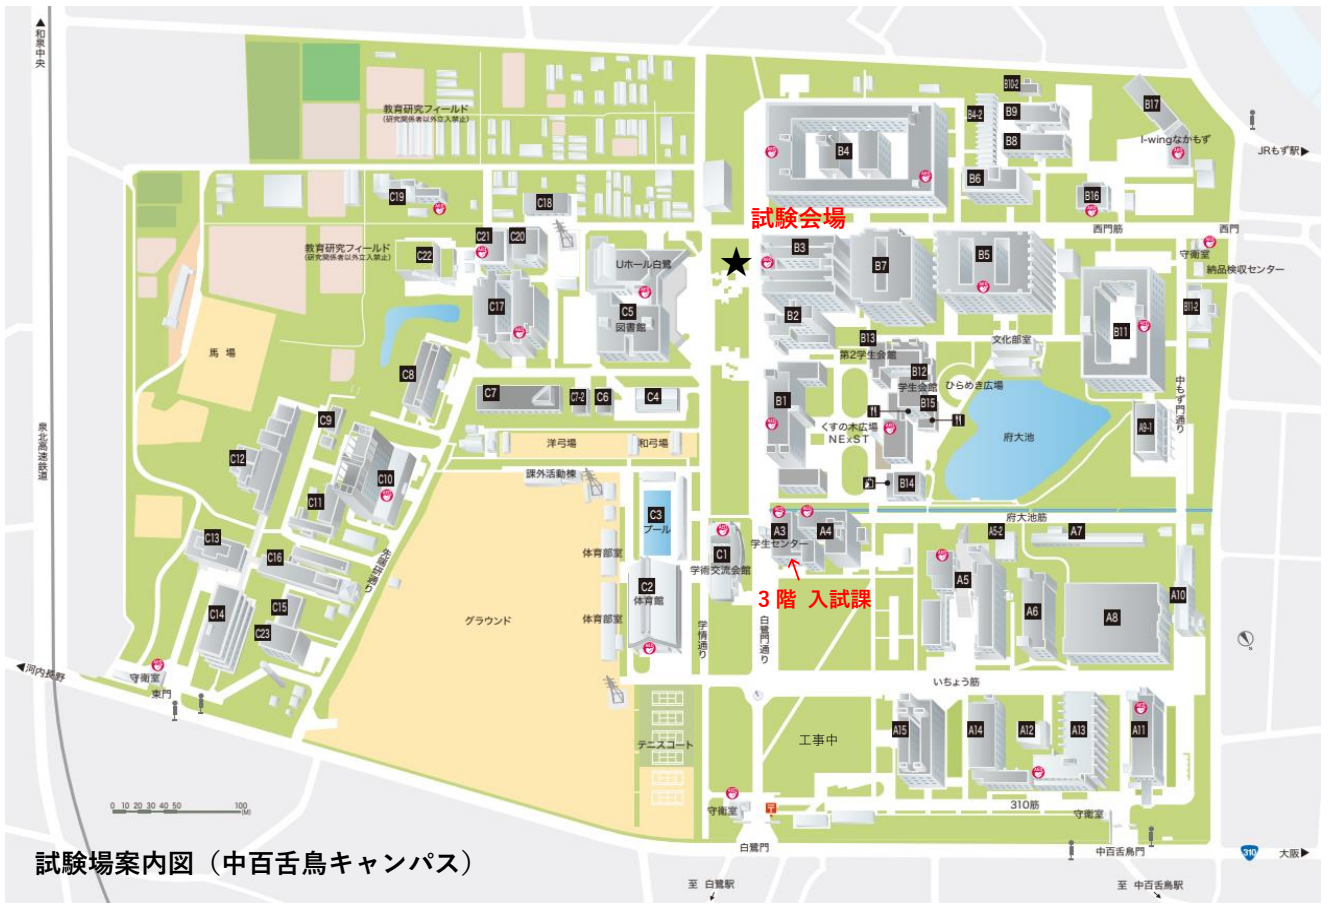 ▲和泉中央
教育研究フィールド
(研究関係者以外立入禁止)
B10-2
B9
B4-2
B8
B17
I-wingなかもず
JRもず駅▶
B4
B6
B16
C19
C18
試験会場
西門筋
西門
守衛室
納品検収センター
教育研究フィールド
(研究関係者以外立入禁止)
C22
C21
C20
Uホール白鷺
★
B3
B7
B5
C17
C5
図書館
B2
B11
B11-2
B13
第2学生会館
文化部室
馬場
C8
B12
学生会館
ひらめき広場
C7
C7-2
C6
C4
B1
B15
くすの木広場
NExST
府大池
中もず門通り
A9-1
泉北高速鉄道
C9
洋弓場
和弓場
C12
C10
課外活動棟
B14
C11
C3
プール
府大池筋
C13
C16
先端研通り
体育部室
C1
学術交流会館
A3
学生センター
A4
A5-2
A7
A5
C2
体育館
3階 入試課
A6
A8
A10
C14
C15
C23
グラウンド
体育部室
学情通り
白鷺門通り
N
◀河内長野
守衛室
東門
いちょう筋
テニスコート
工事中
A15
A14
A12
A13
A11
0 10 20 30 40 50 100
(M)
守衛室
310筋
守衛室
白鷺門
中百舌鳥門
310
大阪▶
試験場案内図（中百舌鳥キャンパス）
至 白鷺駅
至 中百舌鳥駅